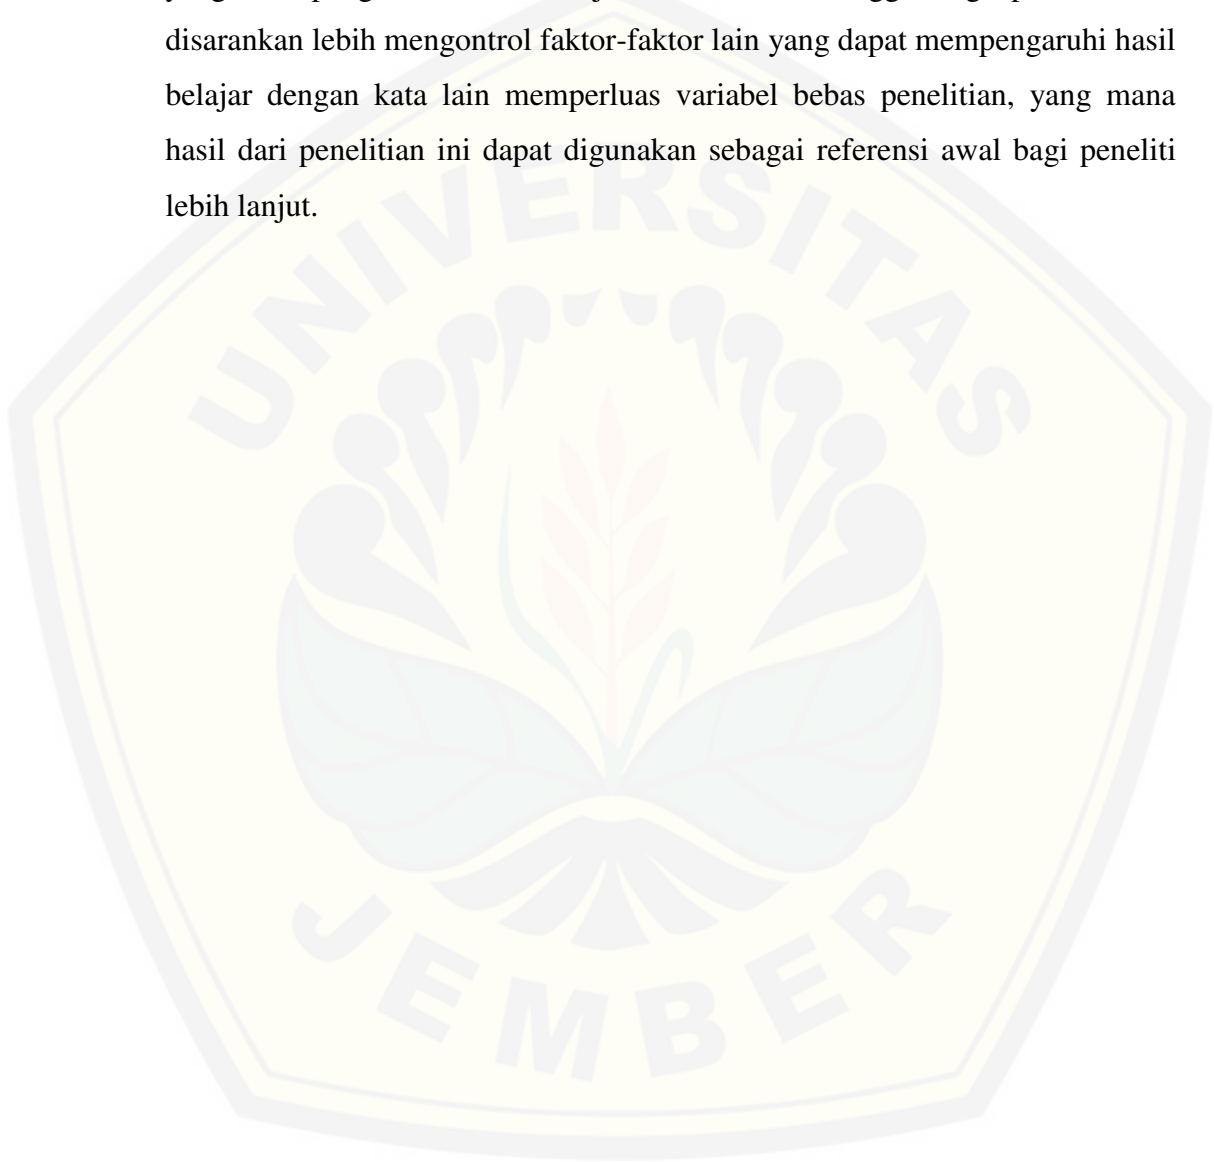 disarankan lebih mengontrol faktor-faktor lain yang dapat mempengaruhi hasil
belajar dengan kata lain memperluas variabel bebas penelitian, yang mana
hasil dari penelitian ini dapat digunakan sebagai referensi awal bagi peneliti
lebih lanjut.
UNIVERSITAS
JEMBER